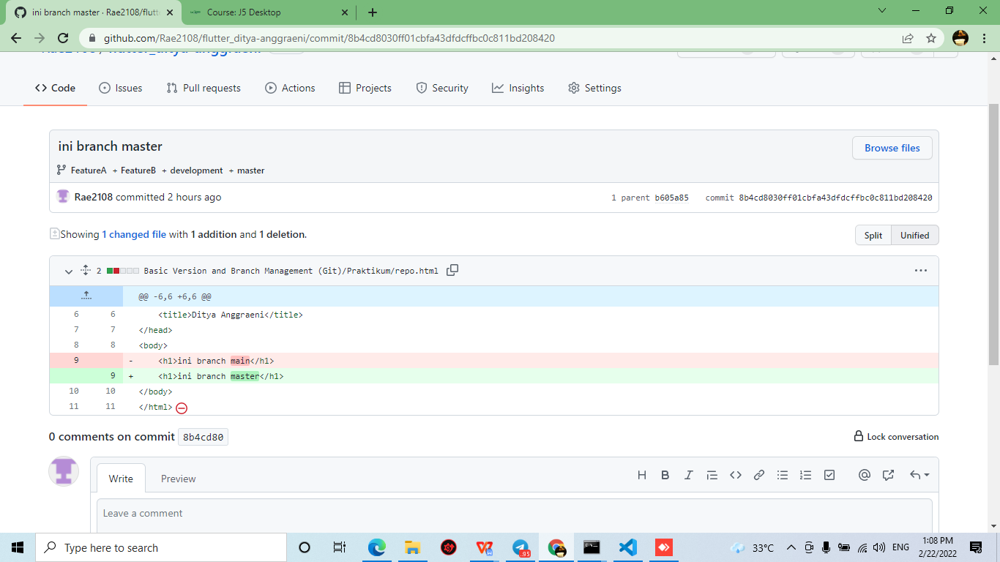 ini branch master · Rae2108/flutt
Course: J5 Desktop
github.com/Rae2108/flutter_ditya-anggraeni/commit/8b4cd8030ff01cbfa43dfdcffbc0c811bd208420
Code Issues Pull requests Actions Projects Security Insights Settings
ini branch master
Browse files
FeatureA + FeatureB + development + master
Rae2108 committed 2 hours ago
1 parent b605a85 commit 8b4cd8030ff01cbfa43dfdcffbc0c811bd208420
Showing 1 changed file with 1 addition and 1 deletion.
Split Unified
2 Basic Version and Branch Management (Git)/Praktikum/repo.html
@@ -6,6 +6,6 @@
6 6 <title>Ditya Anggraeni</title>
7 7 </head>
8 8 <body>
9 - <h1>ini branch main</h1>
9 + <h1>ini branch master</h1>
10 10 </body>
11 11 </html>
0 comments on commit 8b4cd80
Lock conversation
Write Preview
Leave a comment
Type here to search
.95
33°C
ENG
1:08 PM
2/22/2022